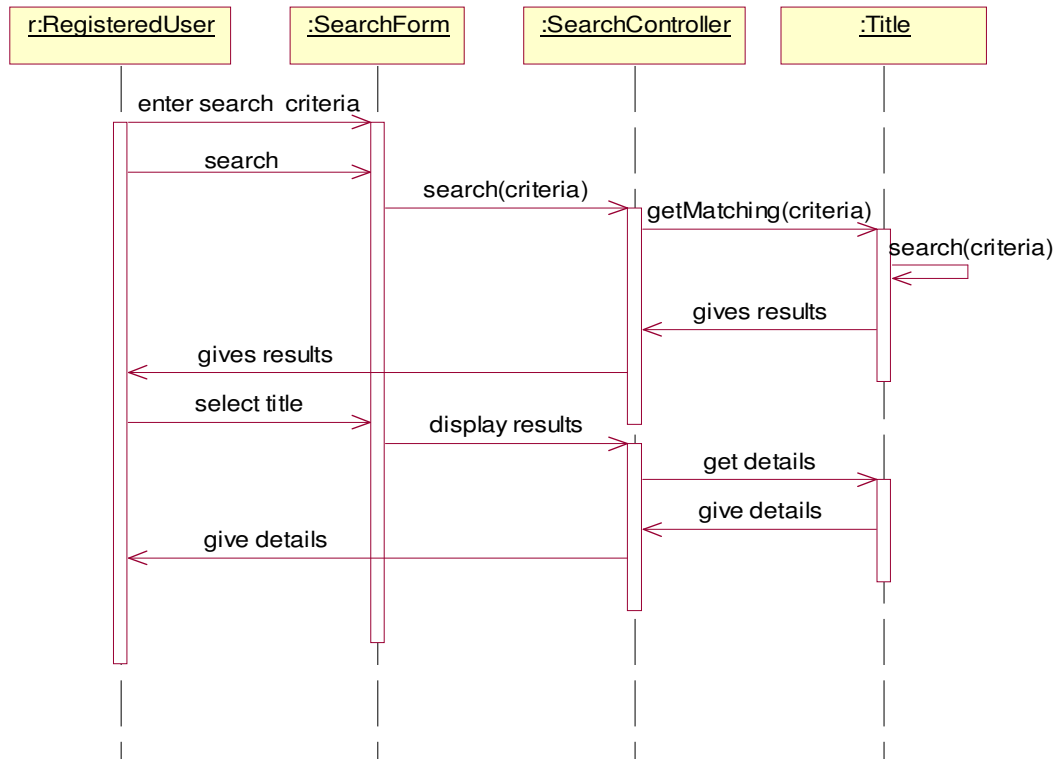 r:RegisteredUser
:SearchForm
:SearchController
:Title
enter search criteria
search
search(criteria)
getMatching(criteria)
search(criteria)
gives results
gives results
select title
display results
get details
give details
give details